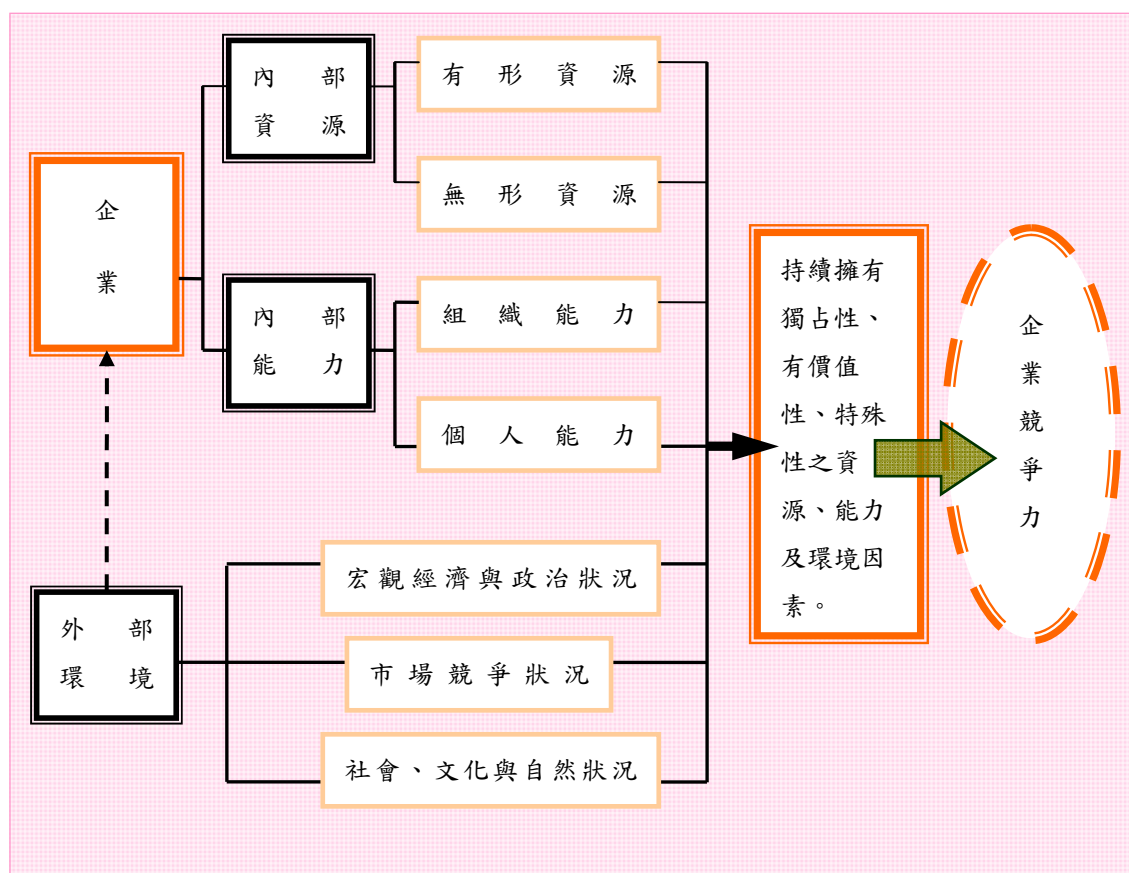 企
業
內部
資源
有形資源
無形資源
內部
能力
組織能力
個人能力
外部
環境
宏觀經濟與政治狀況
市場競爭狀況
社會、文化與自然狀況
持續擁有
獨占性、
有價值
性、特殊
性之資
源、能力
及環境因
素。
企
業
競
爭
力